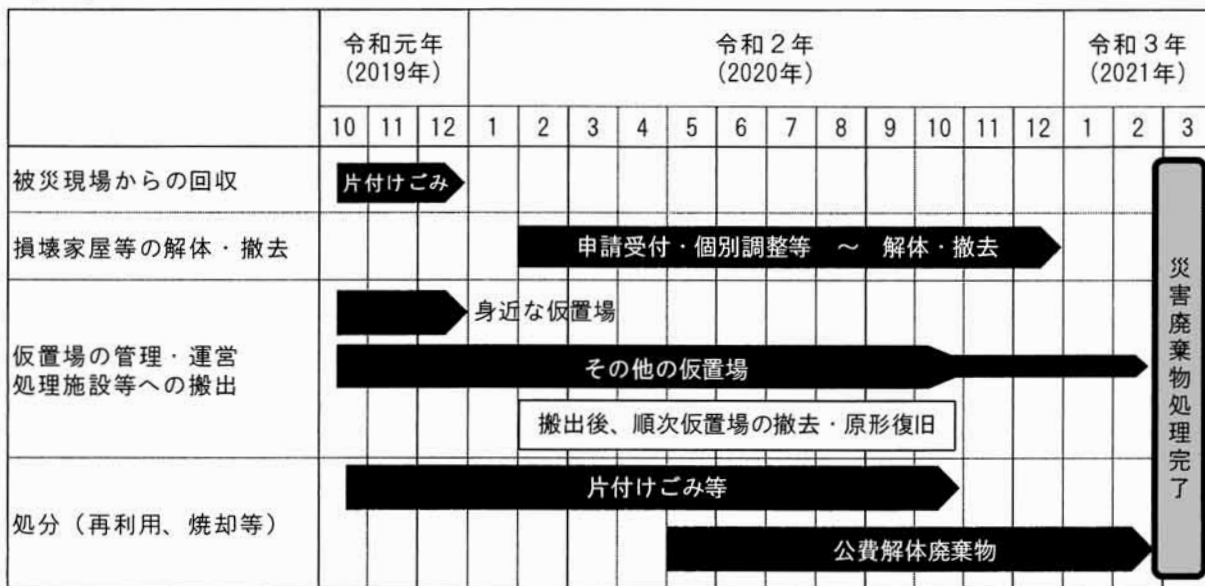 令和元年 令和２年 令和３年
(2019年) (2020年) (2021年)
10 11 12 1 2 3 4 5 6 7 8 9 10 11 12 1 2 3
被災現場からの回収 片付けごみ
損壊家屋等の解体・撤去 申請受付・個別調整等 ～ 解体・撤去
身近な仮置場
仮置場の管理・運営
処理施設等への搬出
その他の仮置場
搬出後、順次仮置場の撤去・原形復旧
片付けごみ等
処分（再利用、焼却等）
公費解体廃棄物
災害廃棄物処理完了